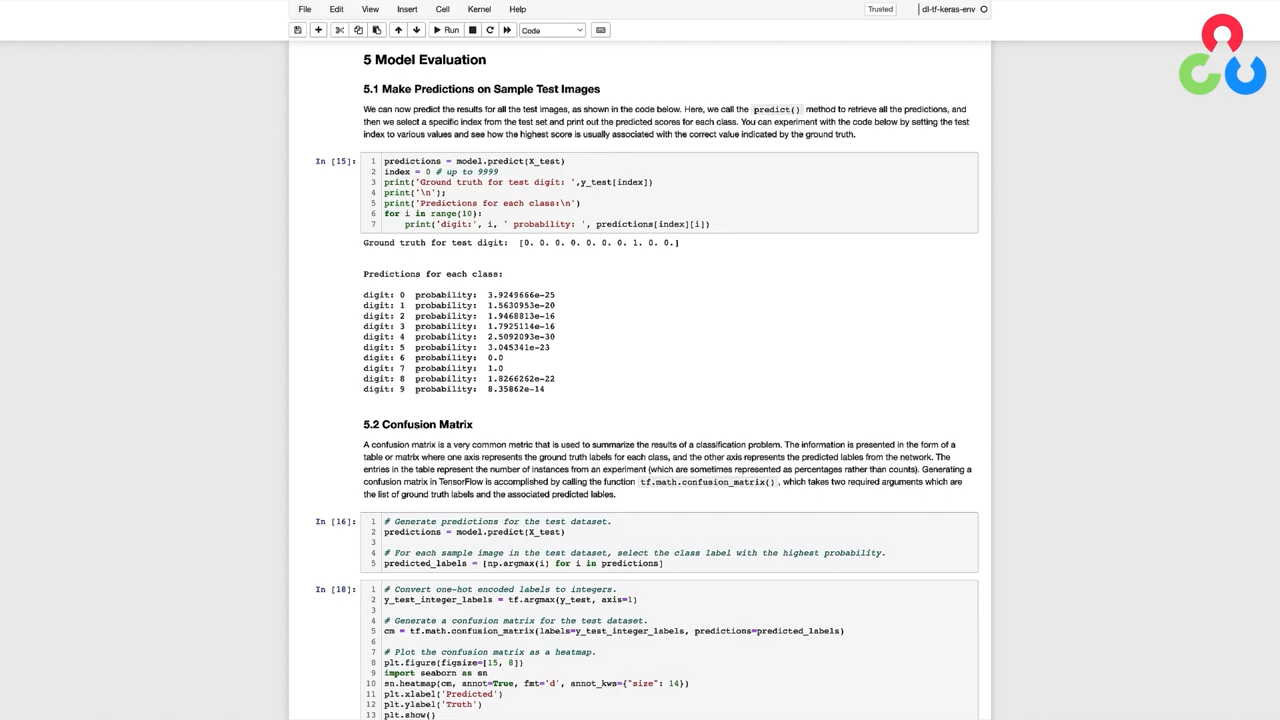 File Edit View Insert Cell Kernel Help Trusted dl-tf-keras-env
Run Code
5 Model Evaluation
5.1 Make Predictions on Sample Test Images
We can now predict the results for all the test images, as shown in the code below. Here, we call the predict() method to retrieve all the predictions, and
then we select a specific index from the test set and print out the predicted scores for each class. You can experiment with the code below by setting the test
index to various values and see how the highest score is usually associated with the correct value indicated by the ground truth.
In [15]:
1 predictions = model.predict(X_test)
2 index = 0 # up to 9999
3 print('Ground truth for test digit: ',y_test[index])
4 print('\n');
5 print('Predictions for each class:\n')
6 for i in range(10):
7 print('digit:', i, ' probability: ', predictions[index][i])
Ground truth for test digit: [0. 0. 0. 0. 0. 0. 0. 1. 0. 0.]
Predictions for each class:
digit: 0 probability: 3.9249666e-25
digit: 1 probability: 1.5630953e-20
digit: 2 probability: 1.9468813e-16
digit: 3 probability: 1.7925114e-16
digit: 4 probability: 2.5092093e-30
digit: 5 probability: 3.045341e-23
digit: 6 probability: 0.0
digit: 7 probability: 1.0
digit: 8 probability: 1.8266262e-22
digit: 9 probability: 8.35862e-14
5.2 Confusion Matrix
A confusion matrix is a very common metric that is used to summarize the results of a classification problem. The information is presented in the form of a
table or matrix where one axis represents the ground truth labels for each class, and the other axis represents the predicted lables from the network. The
entries in the table represent the number of instances from an experiment (which are sometimes represented as percentages rather than counts). Generating a
confusion matrix in TensorFlow is accomplished by calling the function tf.math.confusion_matrix(), which takes two required arguments which are
the list of ground truth labels and the associated predicted lables.
In [16]:
1 # Generate predictions for the test dataset.
2 predictions = model.predict(X_test)
3
4 # For each sample image in the test dataset, select the class label with the highest probability.
5 predicted_labels = [np.argmax(i) for i in predictions]
In [18]:
1 # Convert one-hot encoded labels to integers.
2 y_test_integer_labels = tf.argmax(y_test, axis=1)
3
4 # Generate a confusion matrix for the test dataset.
5 cm = tf.math.confusion_matrix(labels=y_test_integer_labels, predictions=predicted_labels)
6
7 # Plot the confusion matrix as a heatmap.
8 plt.figure(figsize=[15, 8])
9 import seaborn as sn
10 sn.heatmap(cm, annot=True, fmt='d', annot_kws={"size": 14})
11 plt.xlabel('Predicted')
12 plt.ylabel('Truth')
13 plt.show()